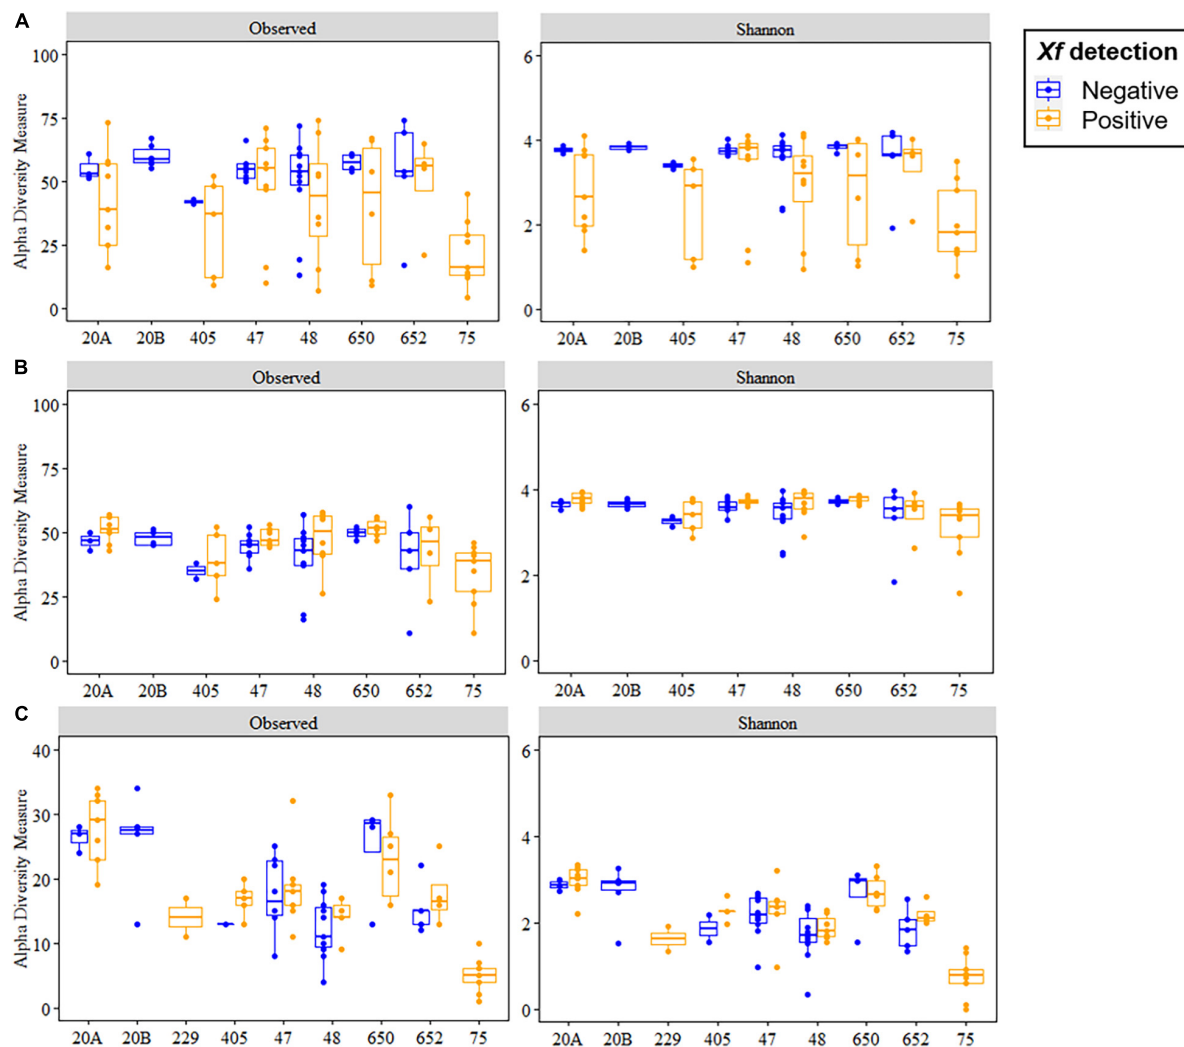 A
Observed
Shannon
Xf detection
Negative
Positive
Alpha Diversity Measure
100
75
50
25
0
6
4
2
0
20A 20B 405 47 48 650 652 75
20A 20B 405 47 48 650 652 75
B
Observed
Shannon
Alpha Diversity Measure
100
75
50
25
0
6
4
2
0
20A 20B 405 47 48 650 652 75
20A 20B 405 47 48 650 652 75
C
Observed
Shannon
Alpha Diversity Measure
40
30
20
10
0
6
4
2
0
20A 20B 229 405 47 48 650 652 75
20A 20B 229 405 47 48 650 652 75